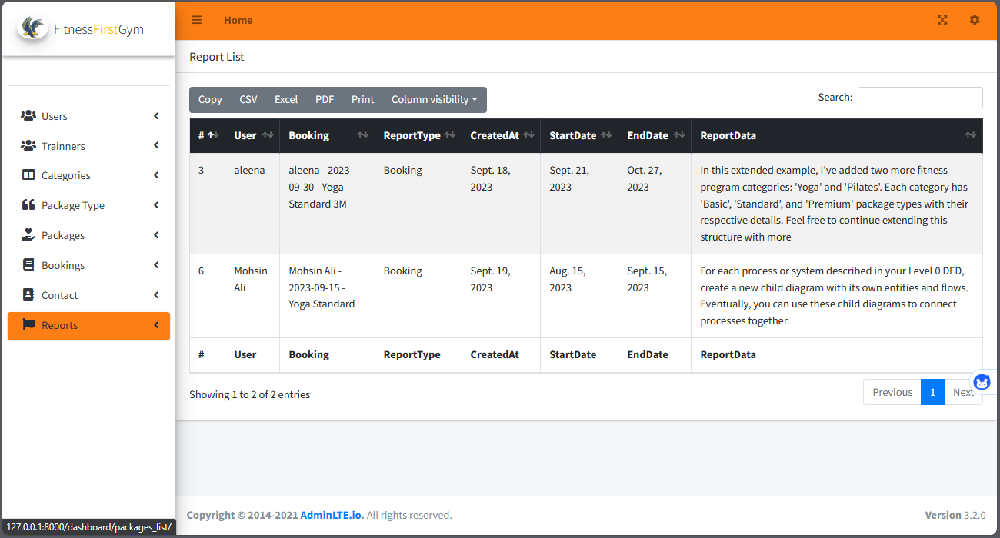 FitnessFirstGym
Home
Report List
Users
Trainners
Categories
Package Type
Packages
Bookings
Contact
Reports
Copy CSV Excel PDF Print Column visibility
Search:
# User Booking ReportType CreatedAt StartDate EndDate ReportData
3 aleena aleena - 2023- Booking Sept. 18, Sept. 21, Oct. 27, In this extended example, I've added two more fitness
09-30 - Yoga 2023 2023 2023 program categories: 'Yoga' and 'Pilates'. Each category has
Standard 3M 'Basic', 'Standard', and 'Premium' package types with their
respective details. Feel free to continue extending this
structure with more
6 Mohsin Mohsin Ali - Booking Sept. 19, Aug. 15, Sept. 15, For each process or system described in your Level 0 DFD,
Ali 2023-09-15 - 2023 2023 2023 create a new child diagram with its own entities and flows.
Yoga Standard Eventually, you can use these child diagrams to connect
processes together.
# User Booking ReportType CreatedAt StartDate EndDate ReportData
Showing 1 to 2 of 2 entries
Previous 1 Next
Copyright © 2014-2021 AdminLTE.io. All rights reserved.
Version 3.2.0
127.0.0.1:8000/dashboard/packages_list/